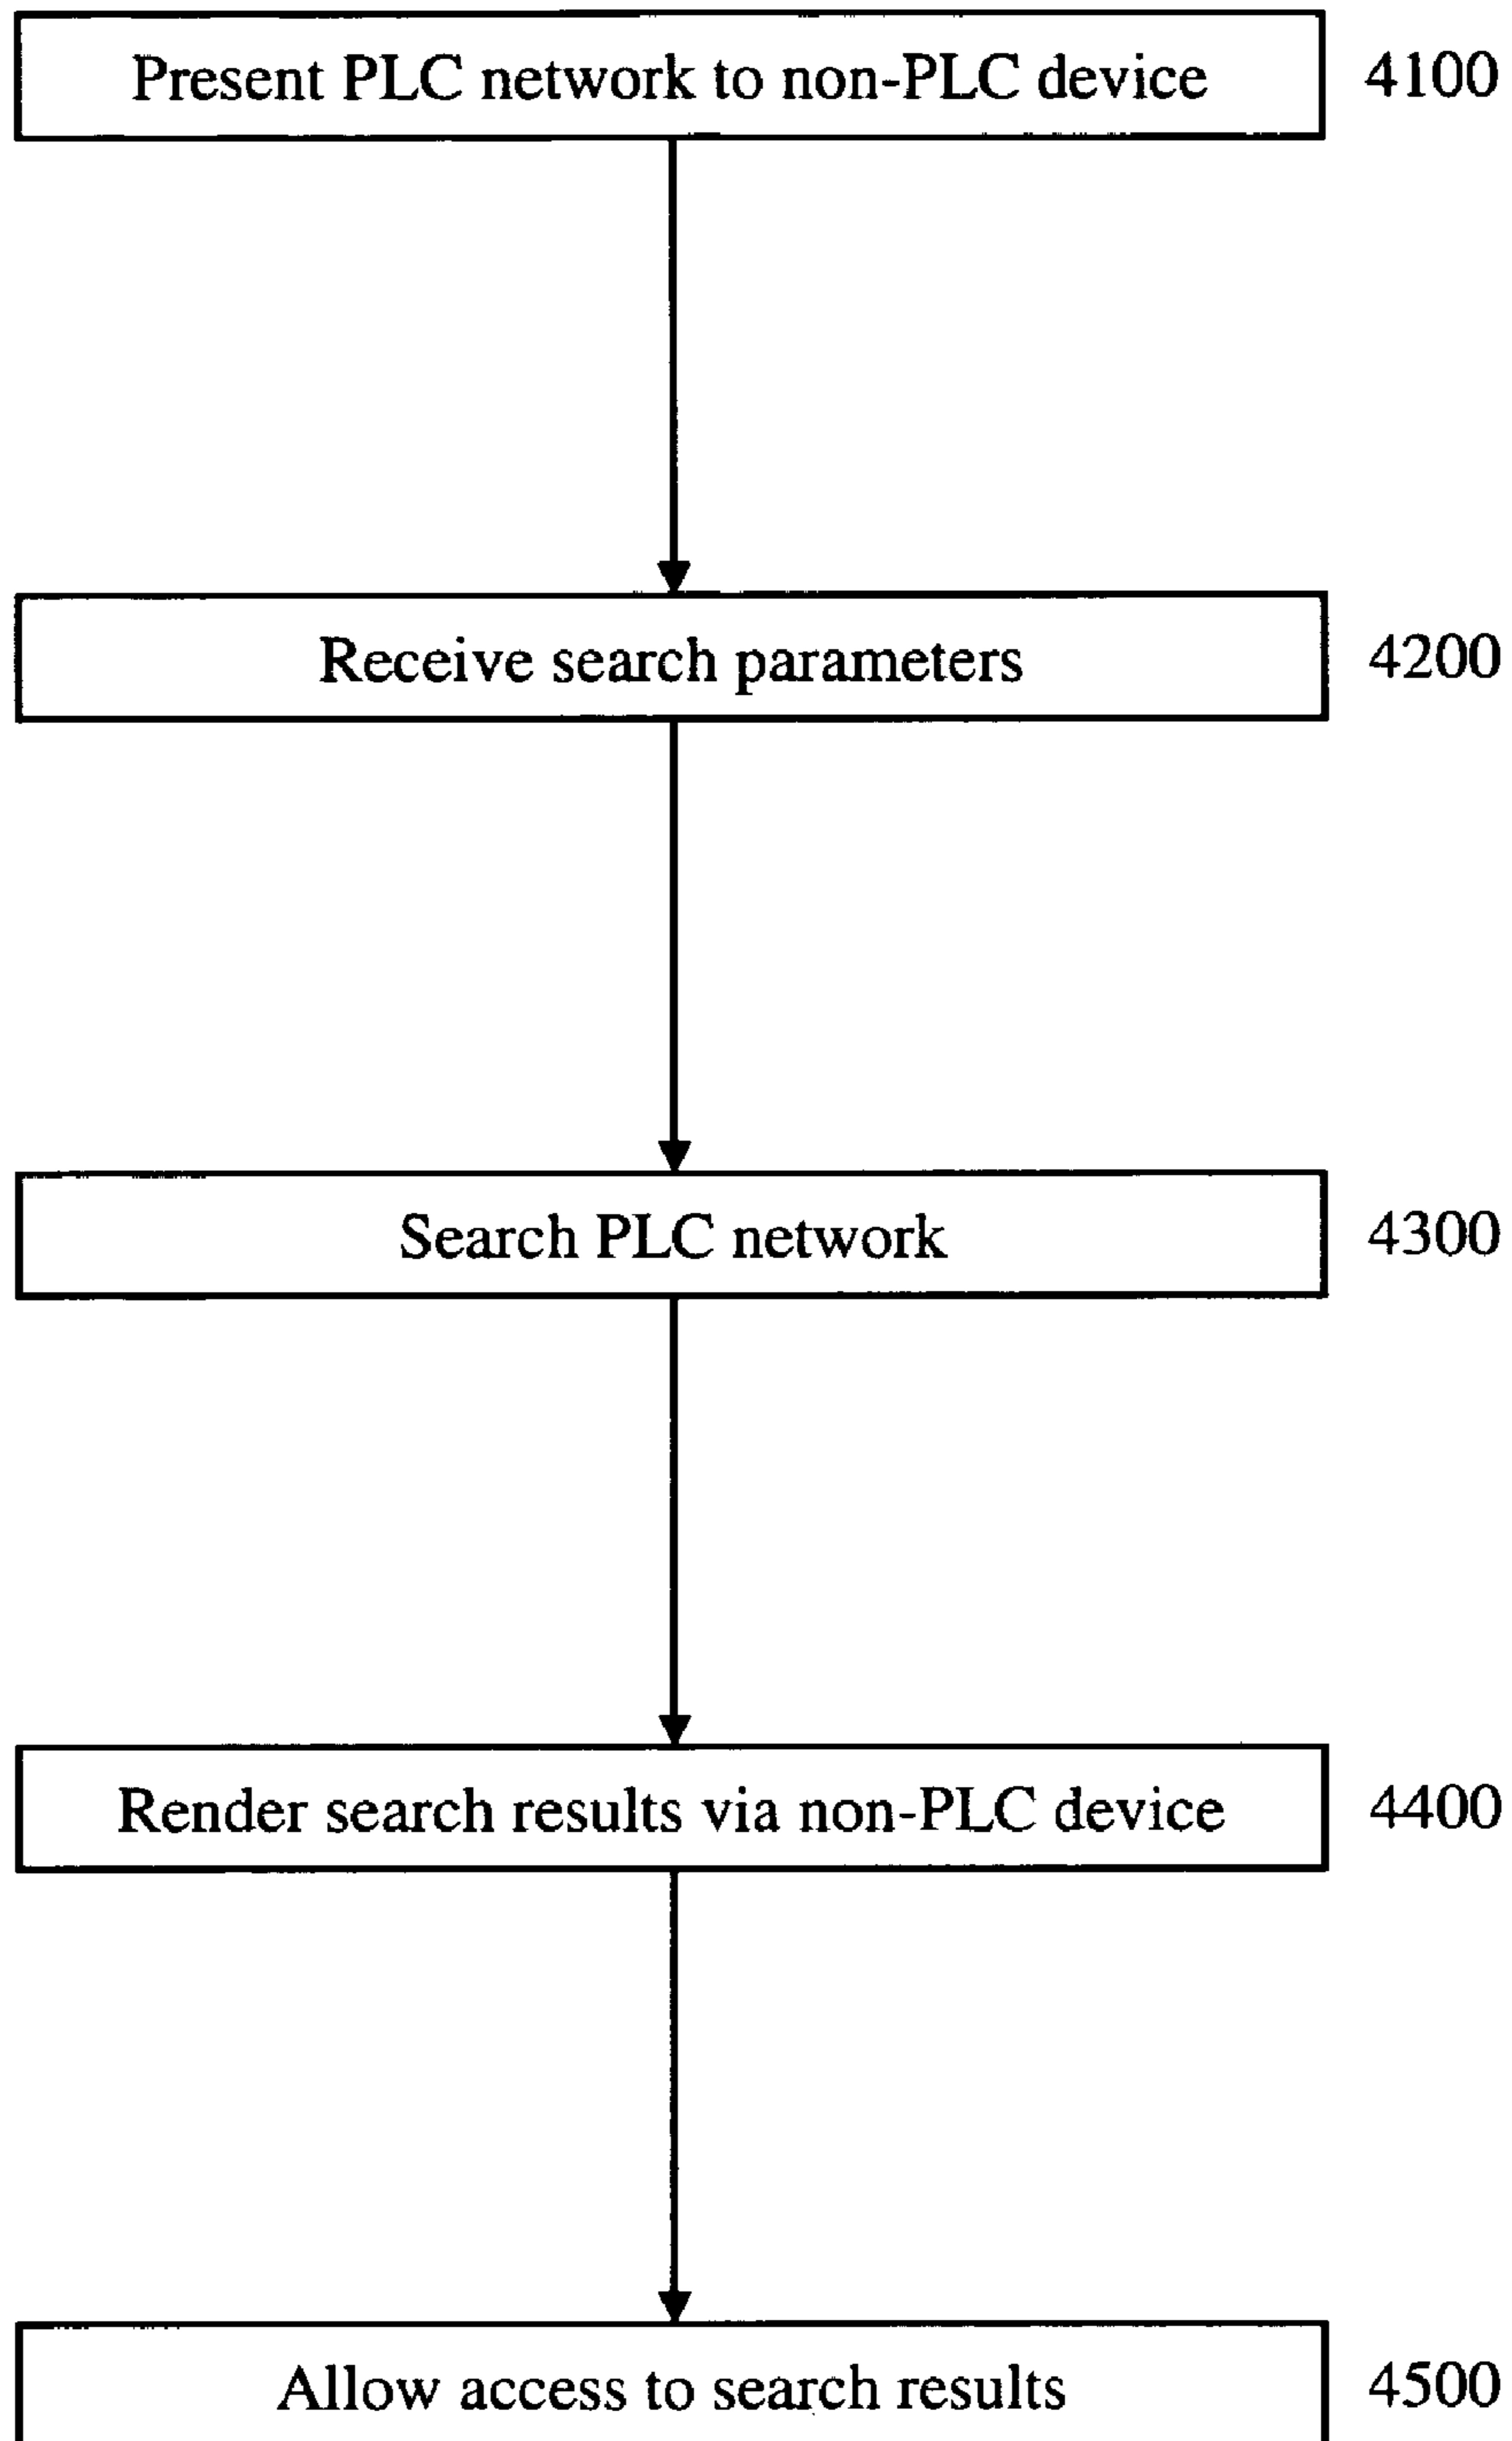 Present PLC network to non-PLC device 4100
Receive search parameters 4200
Search PLC network 4300
Render search results via non-PLC device 4400
Allow access to search results 4500